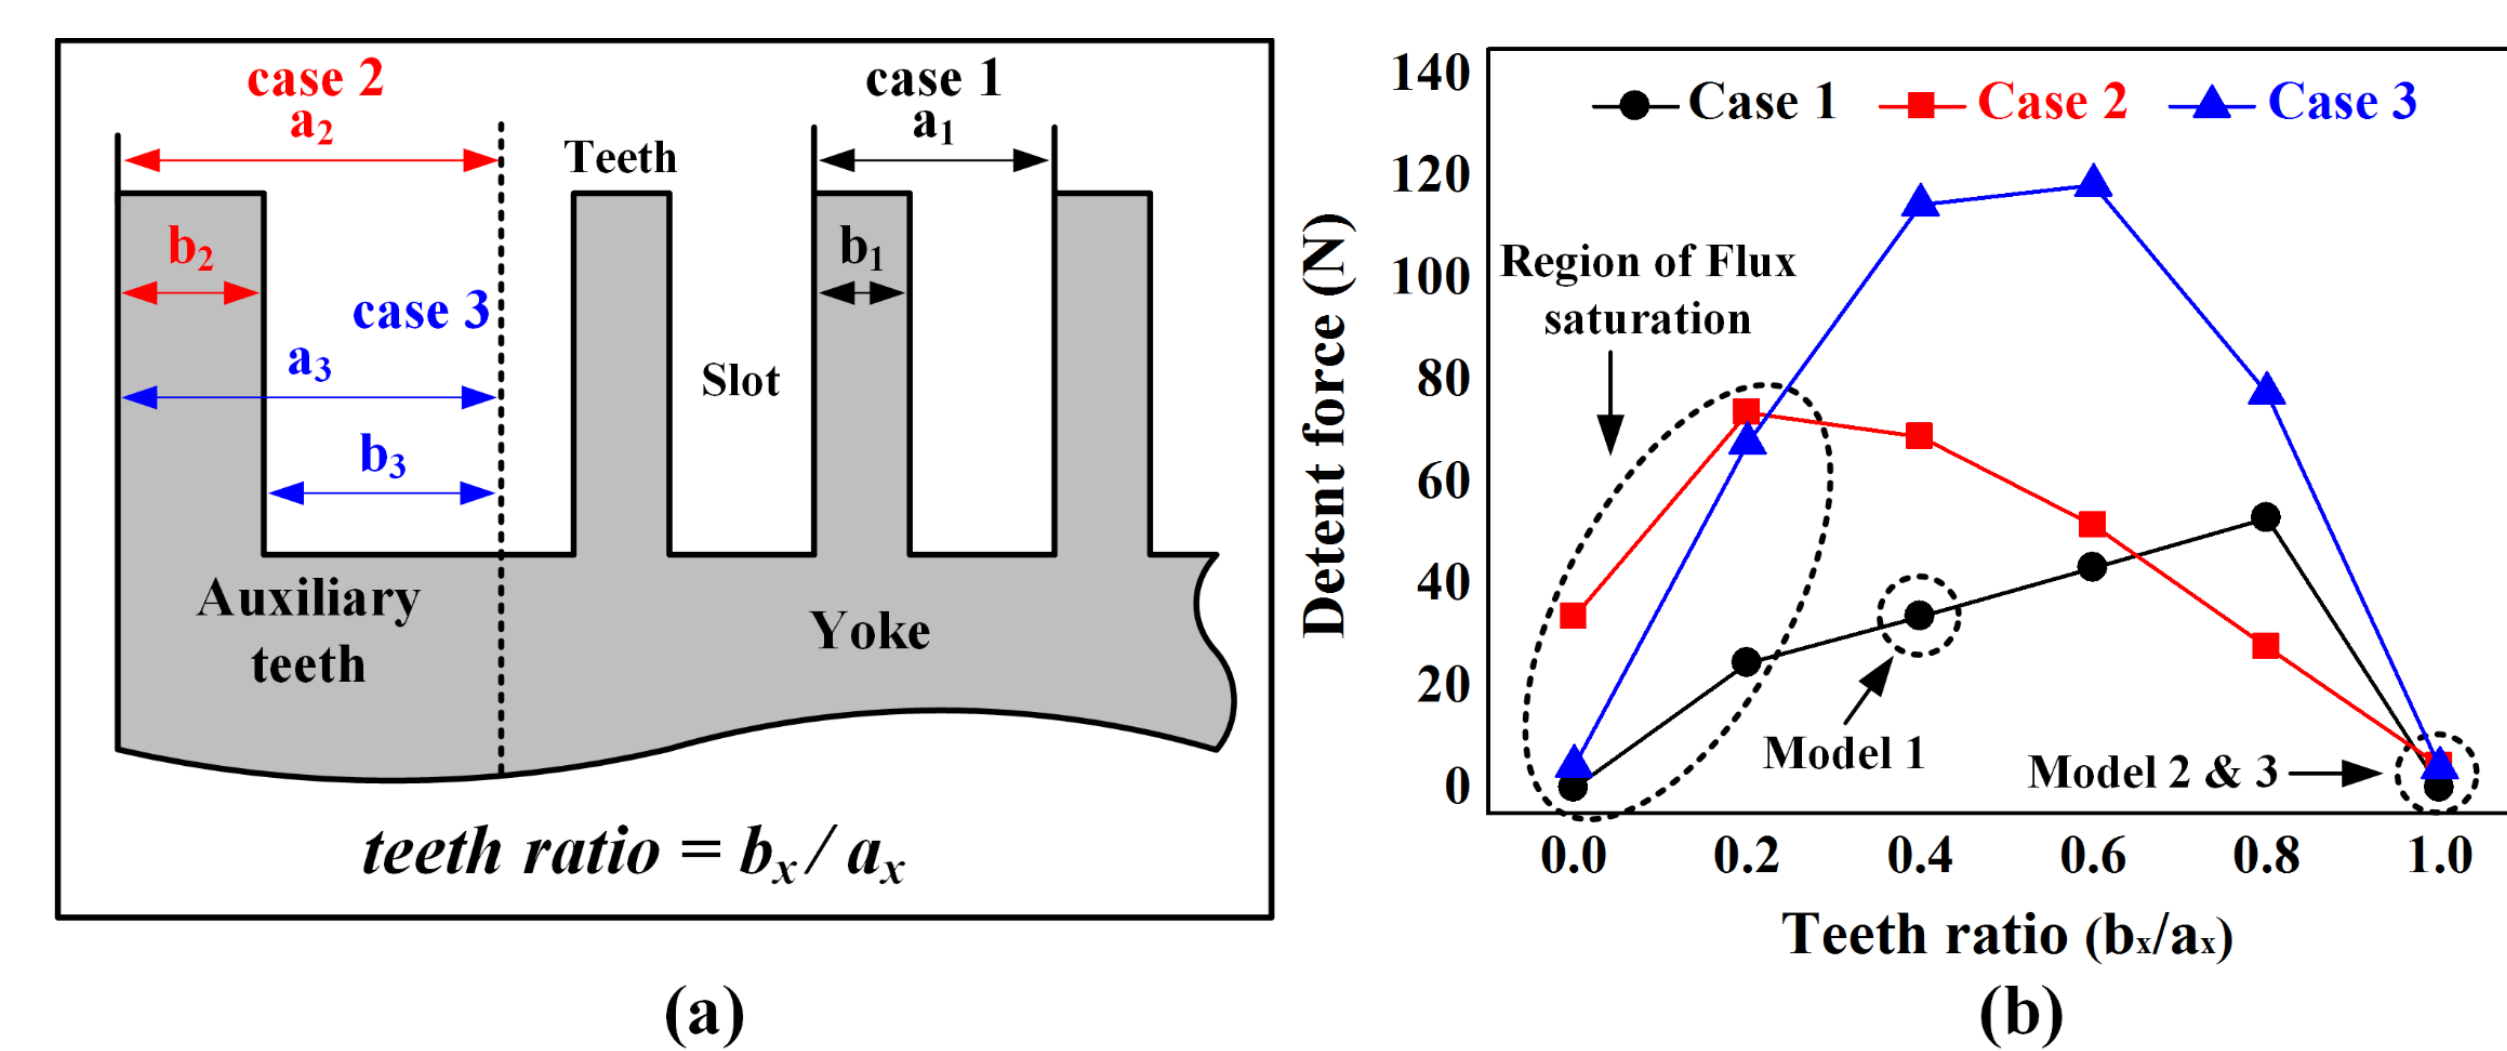 case 2
a2
case 1
a1
Teeth
b2
b1
case 3
a3
Slot
b3
Auxiliary
teeth
Yoke
teeth ratio = bx / ax
(a)
140
120
100
80
60
40
20
0
Detent force (N)
Case 1 Case 2 Case 3
Region of Flux
saturation
Model 1
Model 2 & 3
0.0 0.2 0.4 0.6 0.8 1.0
Teeth ratio (bx/ax)
(b)